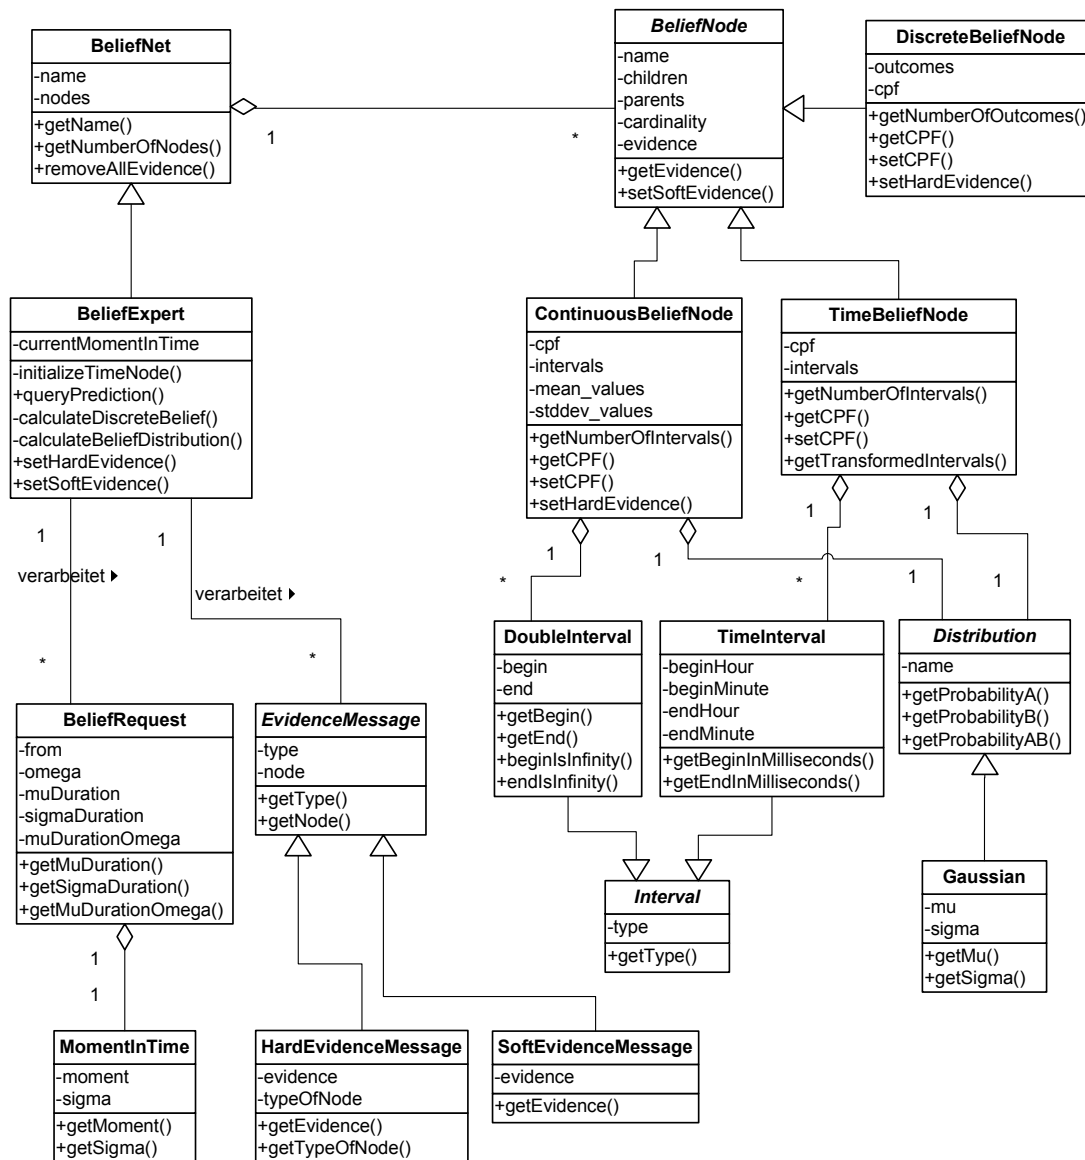 BeliefNet
-name
-nodes
+getName()
+getNumberOfNodes()
+removeAllEvidence()
1
*
BeliefNode
-name
-children
-parents
-cardinality
-evidence
+getEvidence()
+setSoftEvidence()
DiscreteBeliefNode
-outcomes
-cpf
+getNumberOfOutcomes()
+getCPF()
+setCPF()
+setHardEvidence()
BeliefExpert
-currentMomentInTime
-initializeTimeNode()
+queryPrediction()
-calculateDiscreteBelief()
-calculateBeliefDistribution()
+setHardEvidence()
+setSoftEvidence()
ContinuousBeliefNode
-cpf
-intervals
-mean_values
-stddev_values
+getNumberOfIntervals()
+getCPF()
+setCPF()
+setHardEvidence()
TimeBeliefNode
-cpf
-intervals
+getNumberOfIntervals()
+getCPF()
+setCPF()
+getTransformedIntervals()
1
1
verarbeitet
verarbeitet
*
*
1
1
1
1
*
*
1
1
DoubleInterval
-begin
-end
+getBegin()
+getEnd()
+beginIsInfinity()
+endIsInfinity()
TimeInterval
-beginHour
-beginMinute
-endHour
-endMinute
+getBeginInMilliseconds()
+getEndInMilliseconds()
Distribution
-name
+getProbabilityA()
+getProbabilityB()
+getProbabilityAB()
BeliefRequest
-from
-omega
-muDuration
-sigmaDuration
-muDurationOmega
+getMuDuration()
+getSigmaDuration()
+getMuDurationOmega()
EvidenceMessage
-type
-node
+getType()
+getNode()
Interval
-type
+getType()
Gaussian
-mu
-sigma
+getMu()
+getSigma()
1
1
MomentInTime
-moment
-sigma
+getMoment()
+getSigma()
HardEvidenceMessage
-evidence
-typeOfNode
+getEvidence()
+getTypeOfNode()
SoftEvidenceMessage
-evidence
+getEvidence()